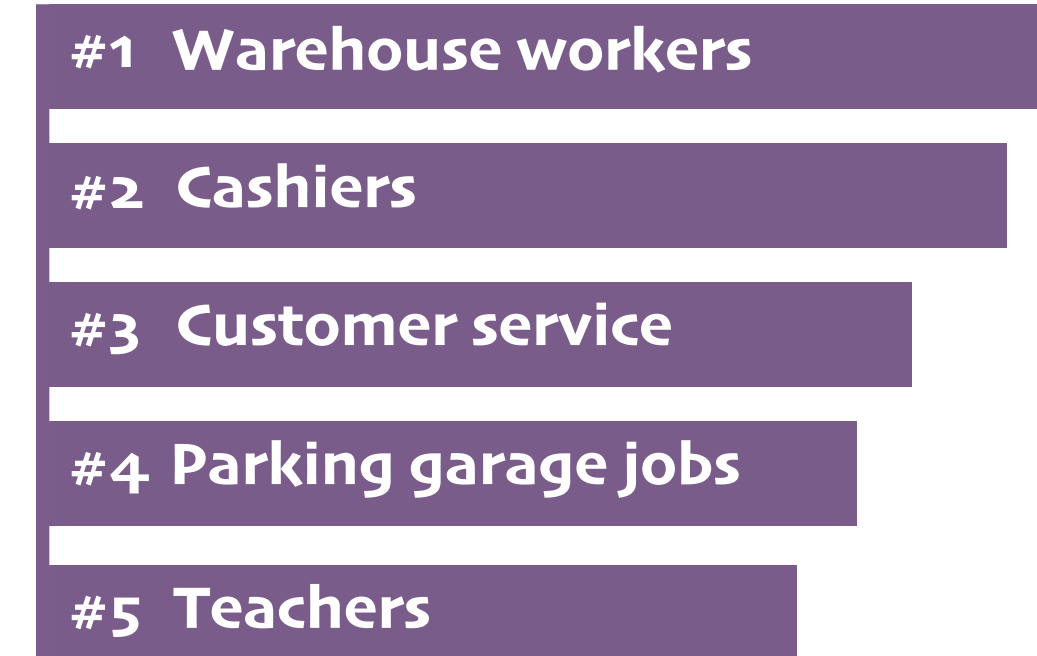 #1 Warehouse workers
#2 Cashiers
#3 Customer service
#4 Parking garage jobs
#5 Teachers